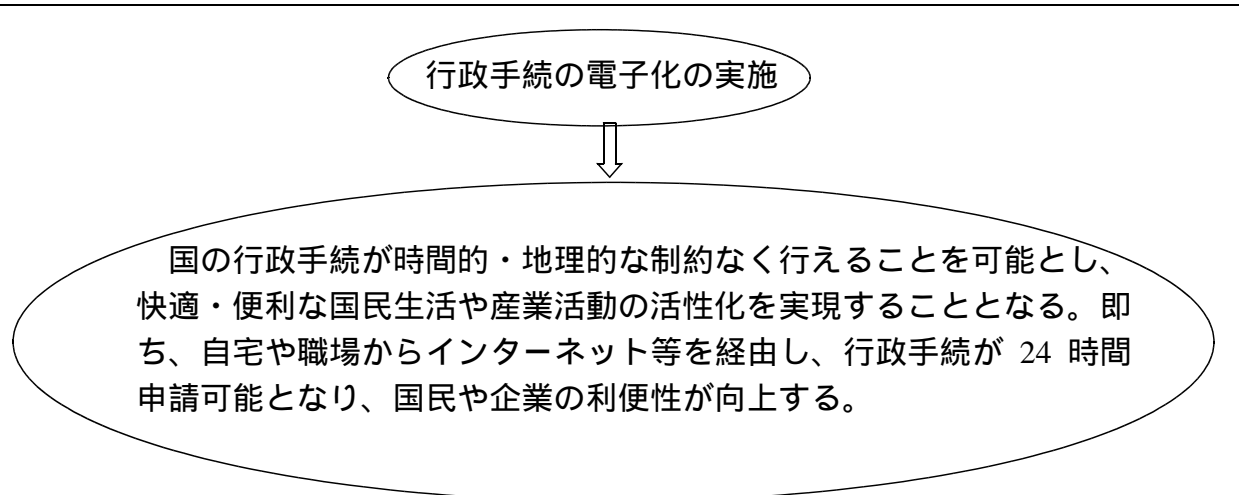 行政手続の電子化の実施
国の行政手続が時間的・地理的な制約なく行えることを可能とし、
快適・便利な国民生活や産業活動の活性化を実現することとなる。即
ち、自宅や職場からインターネット等を経由し、行政手続が 24 時間
申請可能となり、国民や企業の利便性が向上する。